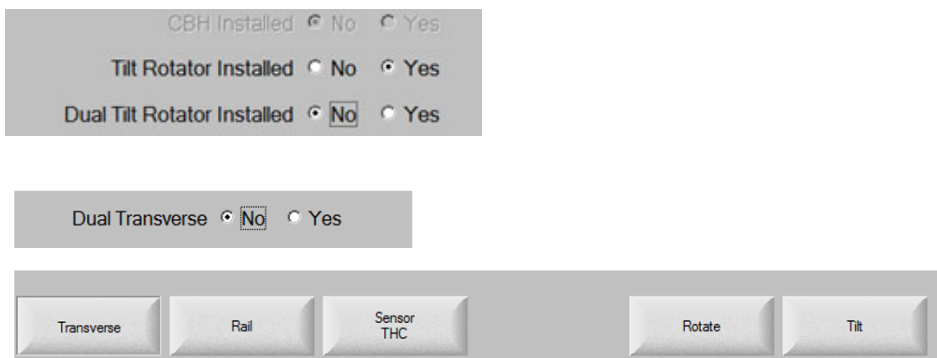 CBH Installed No Yes
Tilt Rotator Installed No Yes
Dual Tilt Rotator Installed No Yes
Dual Transverse No Yes
Transverse Rail Sensor THC Rotate Tilt